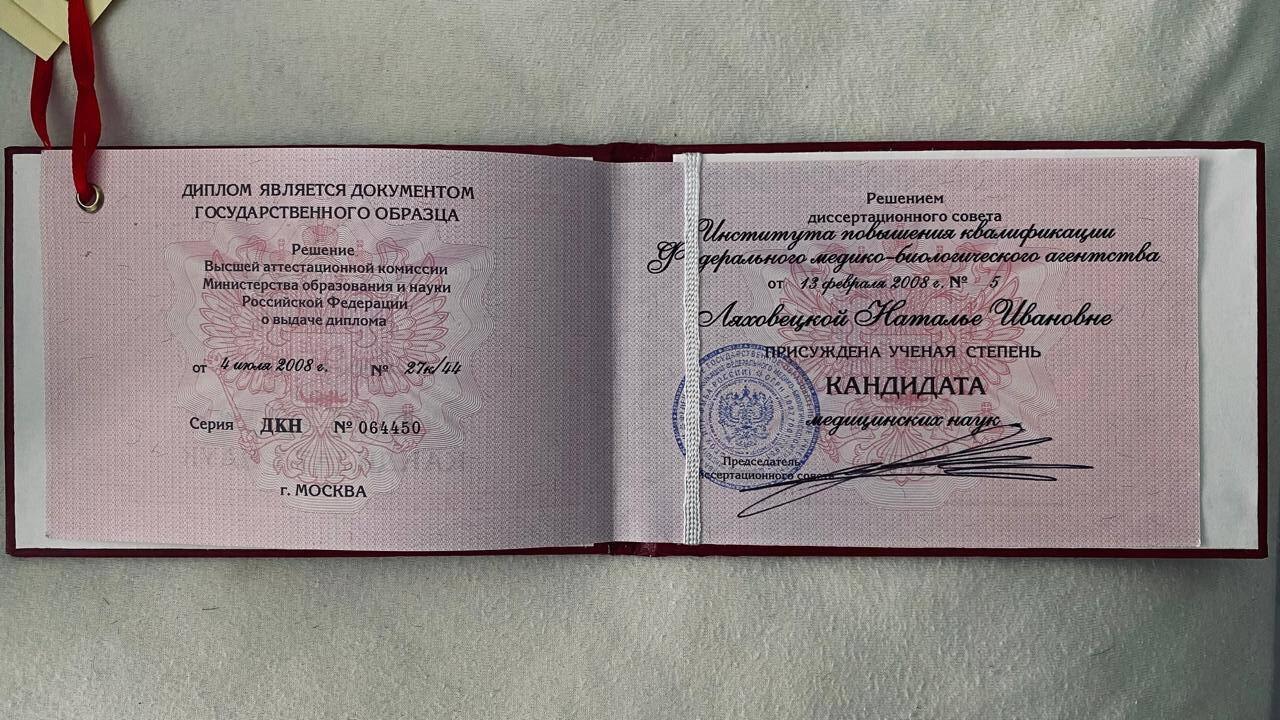 ДИПЛОМ ЯВЛЯЕТСЯ ДОКУМЕНТОМ
ГОСУДАРСТВЕННОГО ОБРАЗЦА
Решение
Высшей аттестационной комиссии
Министерства образования и науки
Российской Федерации
о выдаче диплома
от 4 июля 2008 г. № 27к/44
Серия ДКН № 064450
г. МОСКВА
Решением
диссертационного совета
Института повышения квалификации
Федерального медико-биологического агентства
от 13 февраля 2008 г. № 5
Ляховецкой Наталье Ивановне
ПРИСУЖДЕНА УЧЕНАЯ СТЕПЕНЬ
КАНДИДАТА
медицинских наук
Председатель
диссертационного совета